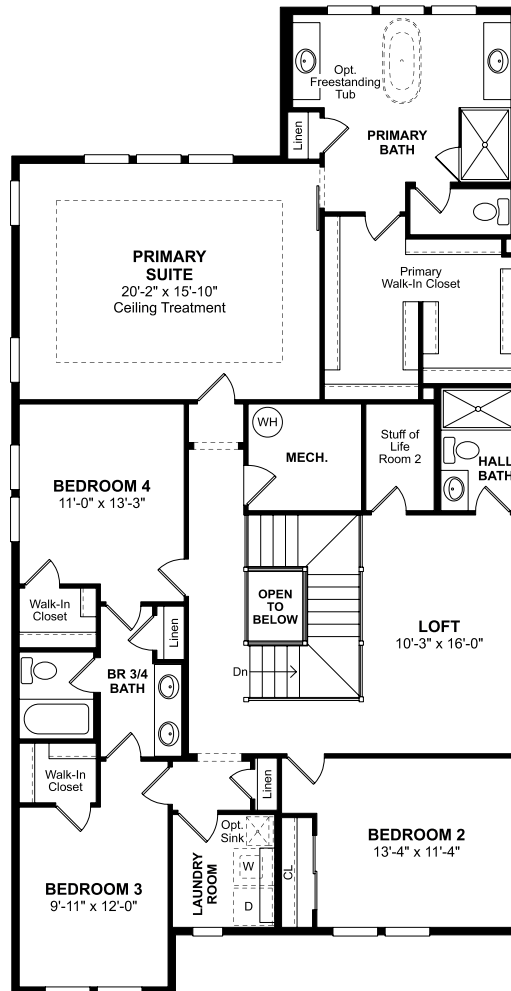 Opt.
Freestanding
Tub
Linen
PRIMARY
BATH
PRIMARY
SUITE
20'-2" x 15'-10"
Ceiling Treatment
Primary
Walk-In Closet
WH
MECH.
Stuff of
Life
Room 2
HALL
BATH
BEDROOM 4
11'-0" x 13'-3"
OPEN
TO
BELOW
Walk-In
Closet
Linen
LOFT
10'-3" x 16'-0"
BR 3/4
BATH
Dn
Walk-In
Closet
Linen
Opt.
Sink
W
D
LAUNDRY
ROOM
CL
BEDROOM 2
13'-4" x 11'-4"
BEDROOM 3
9'-11" x 12'-0"